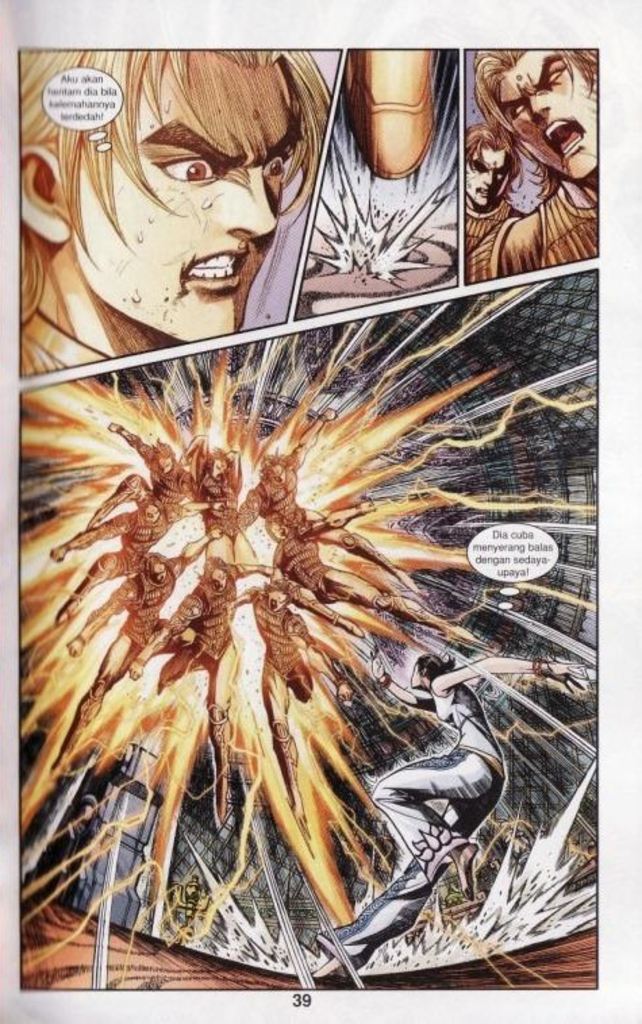 Aku akan
hentam dia bila
kelemahannya
terdedah!
Dia cuba
menyerang balas
dengan sedaya-
upaya!
39